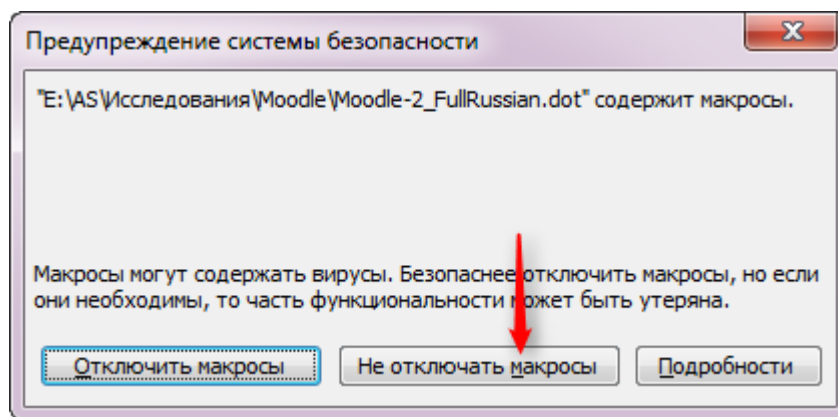 Предупреждение системы безопасности
"E:\AS\Исследования\Moodle\Moodle-2_FullRussian.dot" содержит макросы.
Макросы могут содержать вирусы. Безопаснее отключить макросы, но если
они необходимы, то часть функциональности может быть утеряна.
Отключить макросы Не отключать макросы Подробности